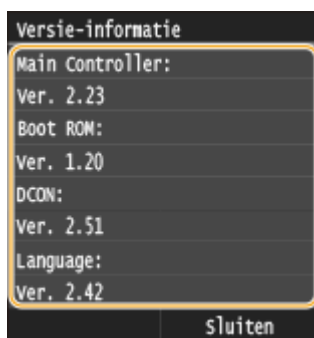 Versie-informatie
Main Controller:
Ver. 2.23
Boot ROM:
Ver. 1.20
DCON:
Ver. 2.51
Language:
Ver. 2.42
Sluiten